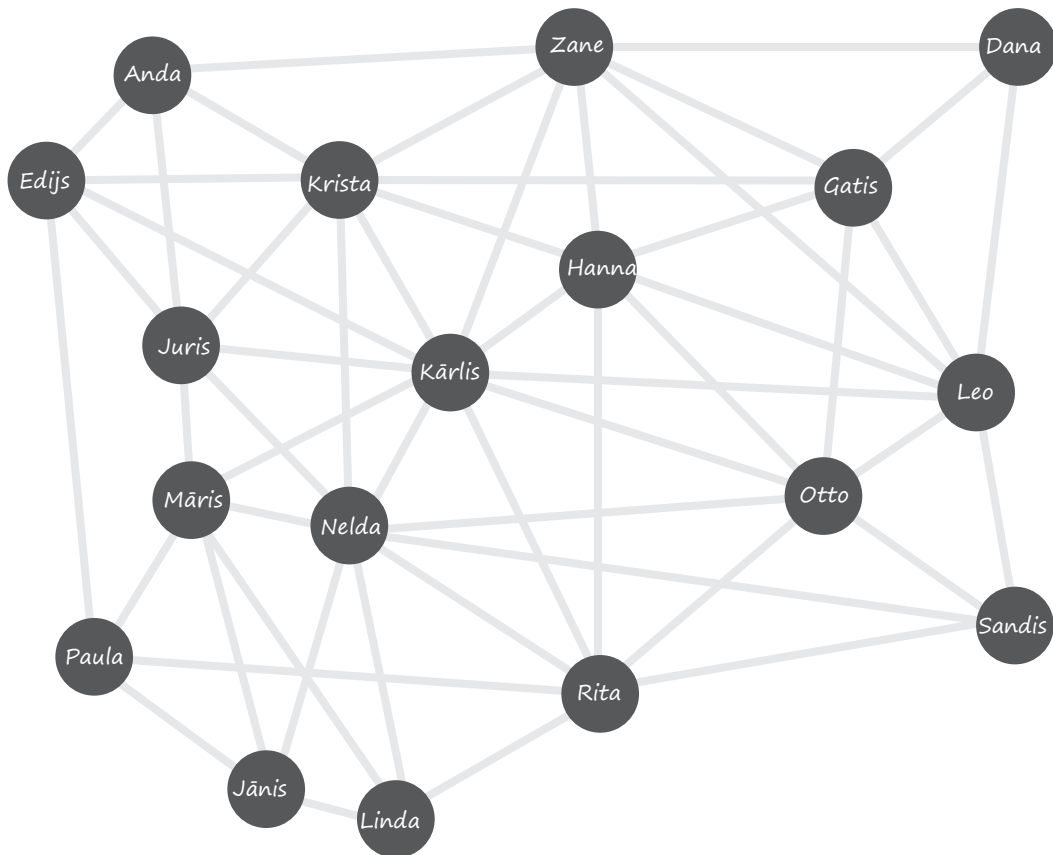 Zane
Dana
Anda
Edijs
Krista
Gatis
Hanna
Juris
Kārlis
Leo
Māris
Nelda
Otto
Sandis
Paula
Rita
Jānis
Linda